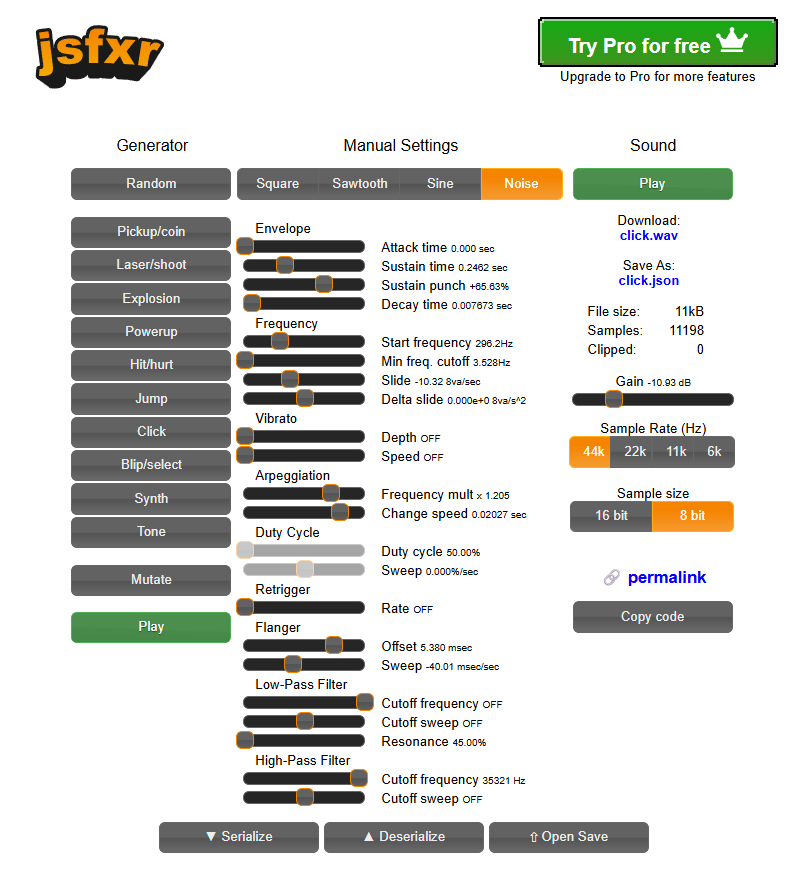 jsfxr
Try Pro for free
Upgrade to Pro for more features
Generator
Random
Pickup/coin
Laser/shoot
Explosion
Powerup
Hit/hurt
Jump
Click
Blip/select
Synth
Tone
Mutate
Play
Manual Settings
Square Sawtooth Sine Noise
Envelope
Attack time 0.000 sec
Sustain time 0.2462 sec
Sustain punch +65.63%
Decay time 0.007673 sec
Frequency
Start frequency 296.2Hz
Min freq. cutoff 3.528Hz
Slide -10.32 8va/sec
Delta slide 0.000e+0 8va/s^2
Vibrato
Depth OFF
Speed OFF
Arpeggiation
Frequency mult x 1.205
Change speed 0.02027 sec
Duty Cycle
Duty cycle 50.00%
Sweep 0.000%/sec
Retrigger
Rate OFF
Flanger
Offset 5.380 msec
Sweep -40.01 msec/sec
Low-Pass Filter
Cutoff frequency OFF
Cutoff sweep OFF
Resonance 45.00%
High-Pass Filter
Cutoff frequency 35321 Hz
Cutoff sweep OFF
Sound
Play
Download:
click.wav
Save As:
click.json
File size: 11kB
Samples: 11198
Clipped: 0
Gain -10.93 dB
Sample Rate (Hz)
44k 22k 11k 6k
Sample size
16 bit 8 bit
🔗 permalink
Copy code
▼ Serialize ▲ Deserialize ⇧ Open Save